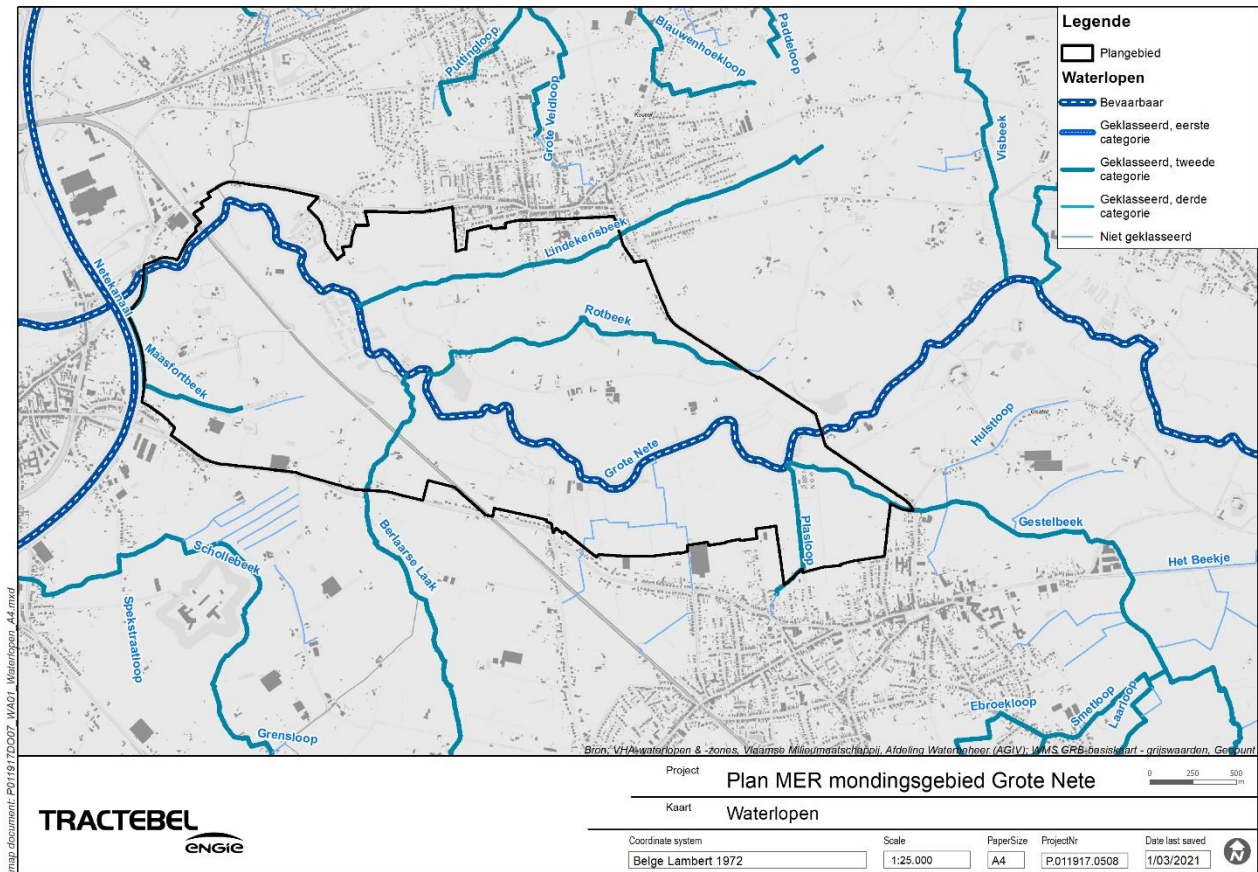 Legende
Plangebied
Waterlopen
Bevaarbaar
Geklasseerd, eerste
categorie
Geklasseerd, tweede
categorie
Geklasseerd, derde
categorie
Niet geklasseerd
Puttingloop
Grote Veldloop
Blauwenhoekloop
Paddeloop
Visbeek
Netekanaal
Lindekensbeek
Rotbeek
Maasfortbeek
Grote Nete
Hulstloop
Plasloop
Gestelbeek
Berlaarse Laak
Schollebeek
Het Beekje
Spekstraatloop
Grensloop
Ebroekloop
Smetloop
Laarloop
Bron: VHA-waterlopen & -zones, Vlaamse Milieumaatschappij, Afdeling Waterbeheer (AGIV); WMS GRB-basiskaart - grijswaarden, Geopunt
map document: P011917DO07_WA01_Waterlopen_A4.mxd
TRACTEBEL
ENGIE
Project
Plan MER mondingsgebied Grote Nete
0 250 500
m
Kaart
Waterlopen
Coordinate system
Belge Lambert 1972
Scale
1:25.000
PaperSize
A4
ProjectNr
P.011917.0508
Date last saved
1/03/2021
N